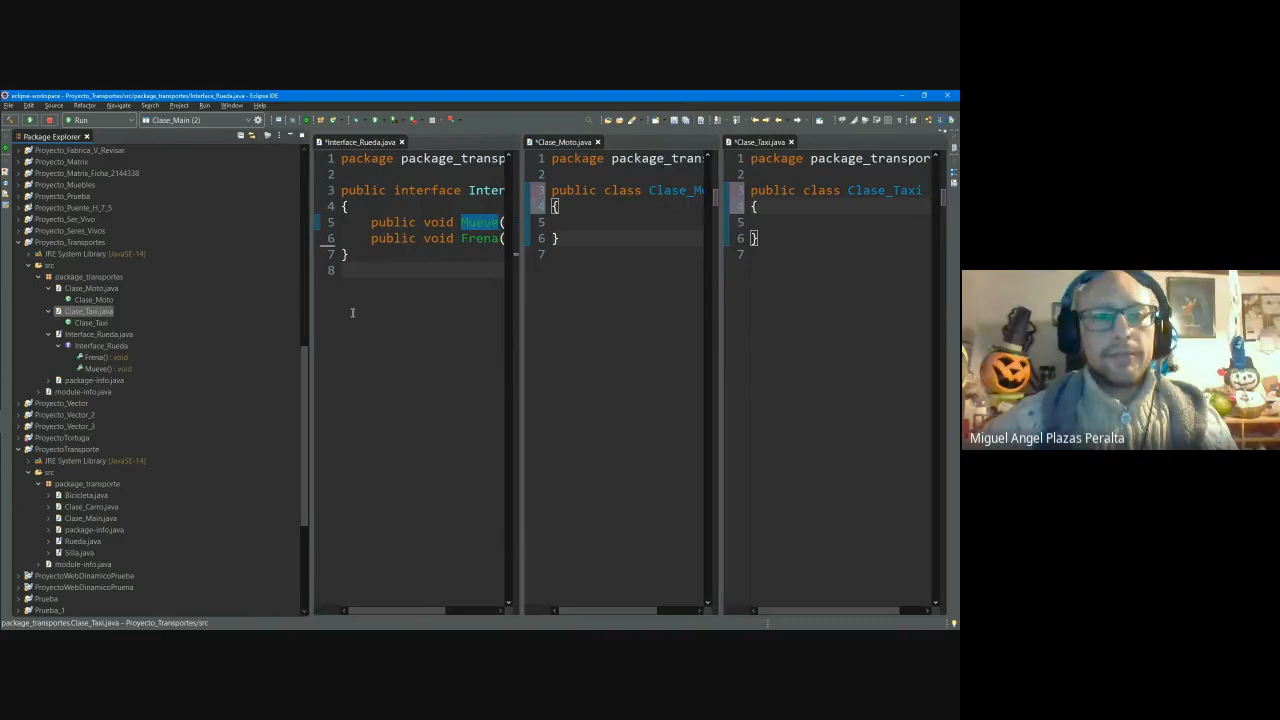 eclipse-workspace - Proyecto_Transportes/src/package_transportes/Interface_Rueda.java - Eclipse IDE
File Edit Source Refactor Navigate Search Project Run Window Help
Run
Clase_Main (2)
Package Explorer
Proyecto_Fabrica_V_Revisar
Proyecto_Matrix
Proyecto_Matrix_Ficha_2144338
Proyecto_Muebles
Proyecto_Prueba
Proyecto_Puente_H_7_5
Proyecto_Ser_Vivo
Proyecto_Seres_Vivos
Proyecto_Transportes
JRE System Library [JavaSE-14]
src
package_transportes
Clase_Moto.java
Clase_Moto
Clase_Taxi.java
Clase_Taxi
Interface_Rueda.java
Interface_Rueda
Frena() : void
Mueve() : void
package-info.java
module-info.java
Proyecto_Vector
Proyecto_Vector_2
Proyecto_Vector_3
ProyectoTortuga
ProyectoTransporte
JRE System Library [JavaSE-14]
src
package_transporte
Bicicleta.java
Clase_Carro.java
Clase_Main.java
package-info.java
Rueda.java
Silla.java
module-info.java
ProyectoWebDinamicoPrueba
ProyectoWebDinamicoPruena
Prueba
Prueba_1
*Interface_Rueda.java
1 package package_transp
2
3 public interface Inter
4 {
5 public void Mueve(
6 public void Frena(
7 }
8
*Clase_Moto.java
1 package package_trans
2
3 public class Clase_Mo
4 {
5
6 }
7
*Clase_Taxi.java
1 package package_transpor
2
3 public class Clase_Taxi
4 {
5
6 }
7
package_transportes.Clase_Taxi.java - Proyecto_Transportes/src
Miguel Angel Plazas Peralta